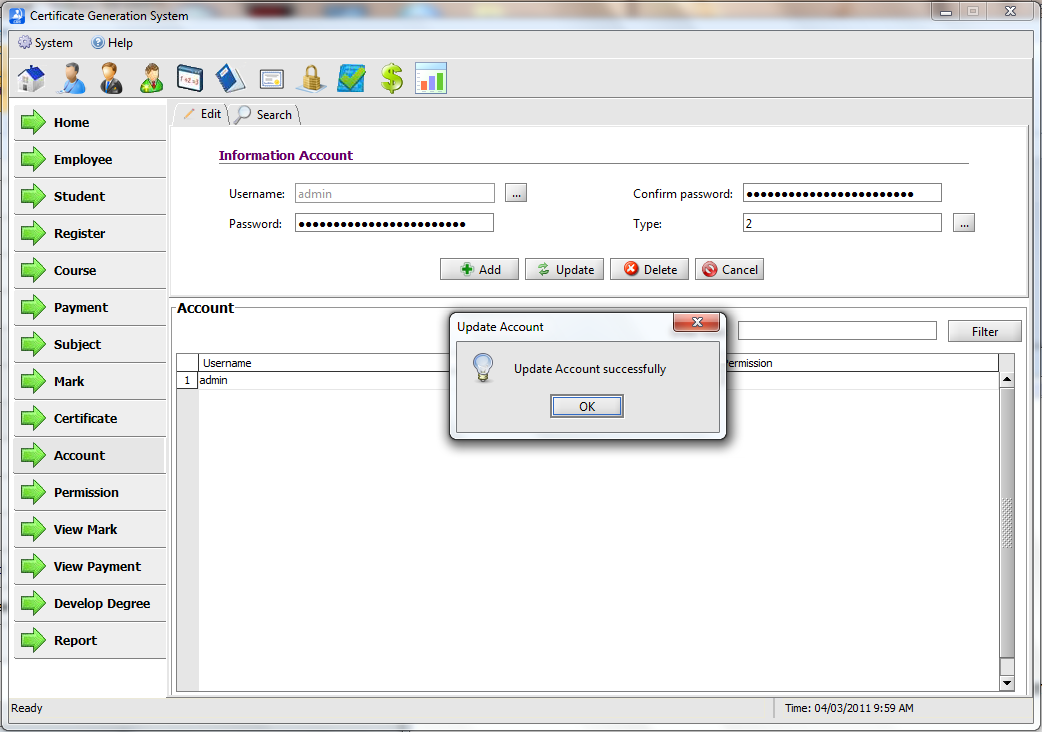 Certificate Generation System
System Help
Edit Search
Home
Employee
Student
Register
Course
Payment
Subject
Mark
Certificate
Account
Permission
View Mark
View Payment
Develop Degree
Report
Information Account
Username: admin ... Confirm password: ••••••••••••••••••••••••
Password: •••••••••••••••••••••••• Type: 2 ...
Add Update Delete Cancel
Account
Filter
Username ermission
1 admin
Update Account
Update Account successfully
OK
Ready Time: 04/03/2011 9:59 AM